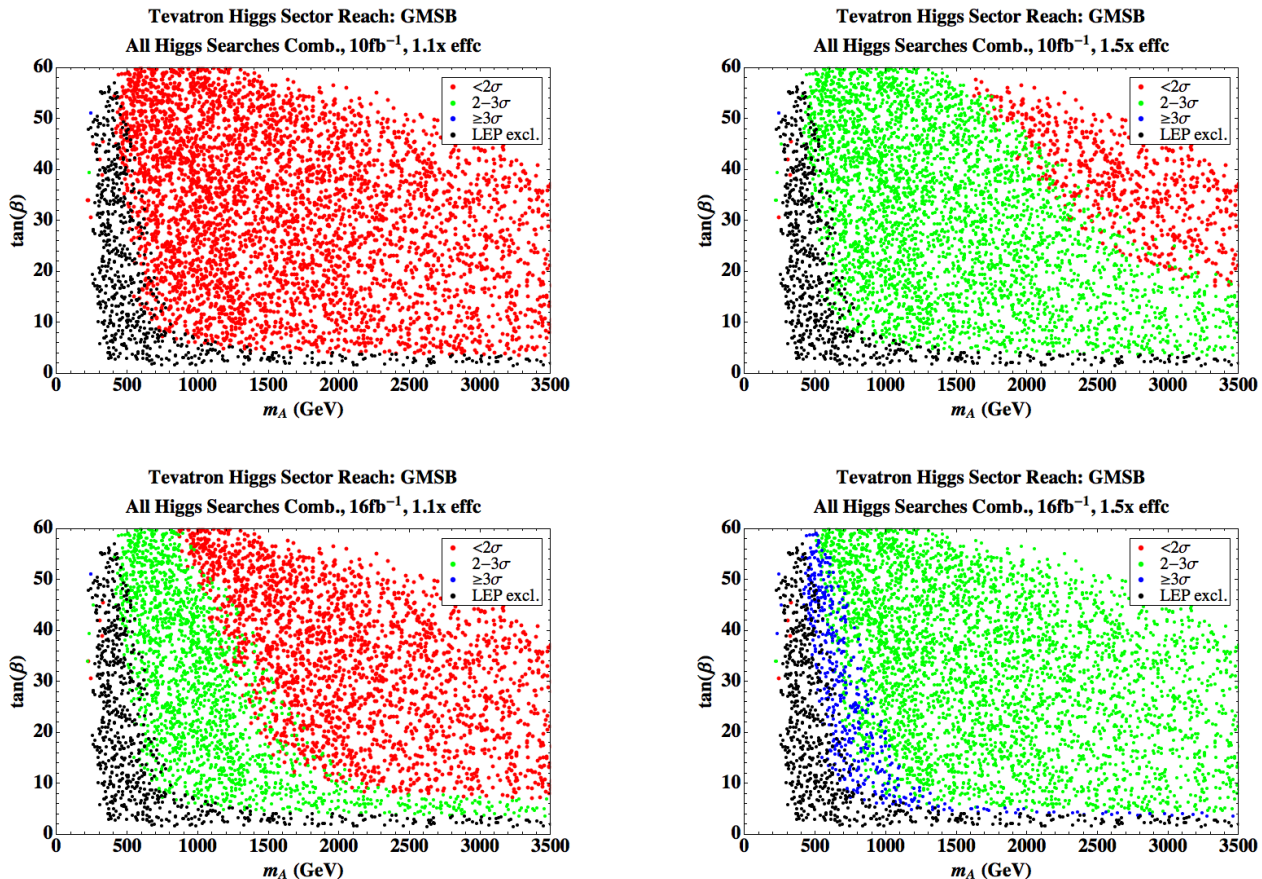 Tevatron Higgs Sector Reach: GMSB
All Higgs Searches Comb., 10fb⁻¹, 1.1x effc
60
50
40
30
20
10
0
tan(β)
<2σ
2−3σ
≥3σ
LEP excl.
0 500 1000 1500 2000 2500 3000 3500
m_A (GeV)
Tevatron Higgs Sector Reach: GMSB
All Higgs Searches Comb., 10fb⁻¹, 1.5x effc
60
50
40
30
20
10
0
tan(β)
<2σ
2−3σ
≥3σ
LEP excl.
0 500 1000 1500 2000 2500 3000 3500
m_A (GeV)
Tevatron Higgs Sector Reach: GMSB
All Higgs Searches Comb., 16fb⁻¹, 1.1x effc
60
50
40
30
20
10
0
tan(β)
<2σ
2−3σ
≥3σ
LEP excl.
0 500 1000 1500 2000 2500 3000 3500
m_A (GeV)
Tevatron Higgs Sector Reach: GMSB
All Higgs Searches Comb., 16fb⁻¹, 1.5x effc
60
50
40
30
20
10
0
tan(β)
<2σ
2−3σ
≥3σ
LEP excl.
0 500 1000 1500 2000 2500 3000 3500
m_A (GeV)